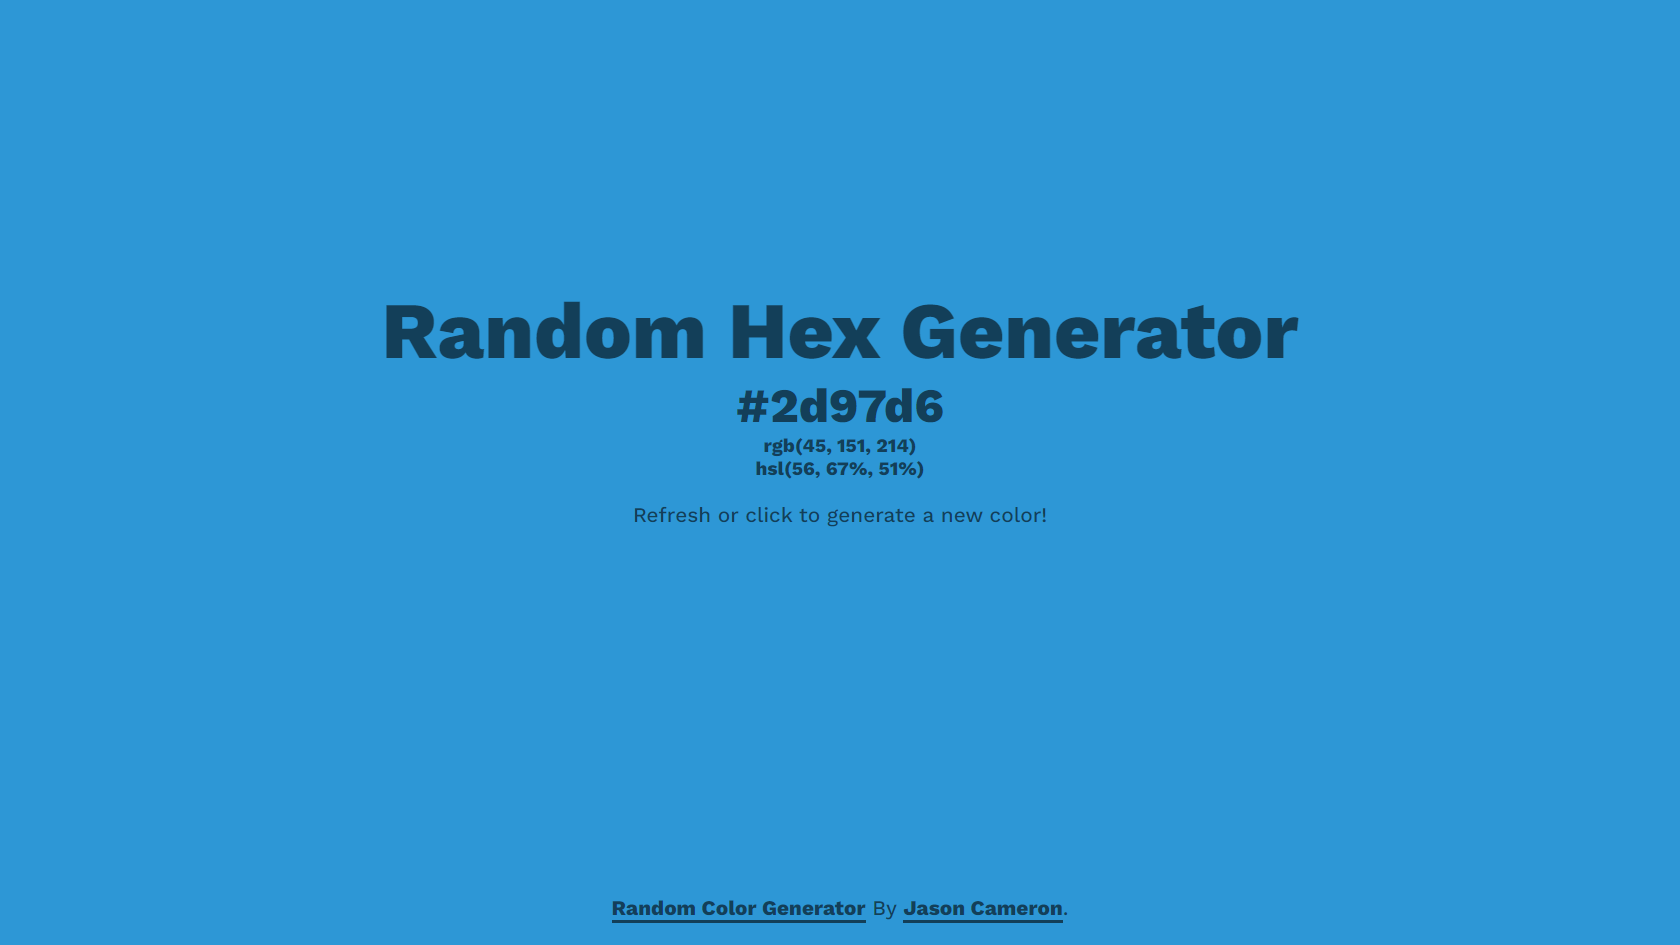 Random Hex Generator
#2d97d6
rgb(45, 151, 214)
hsl(56, 67%, 51%)
Refresh or click to generate a new color!
Random Color Generator By Jason Cameron.